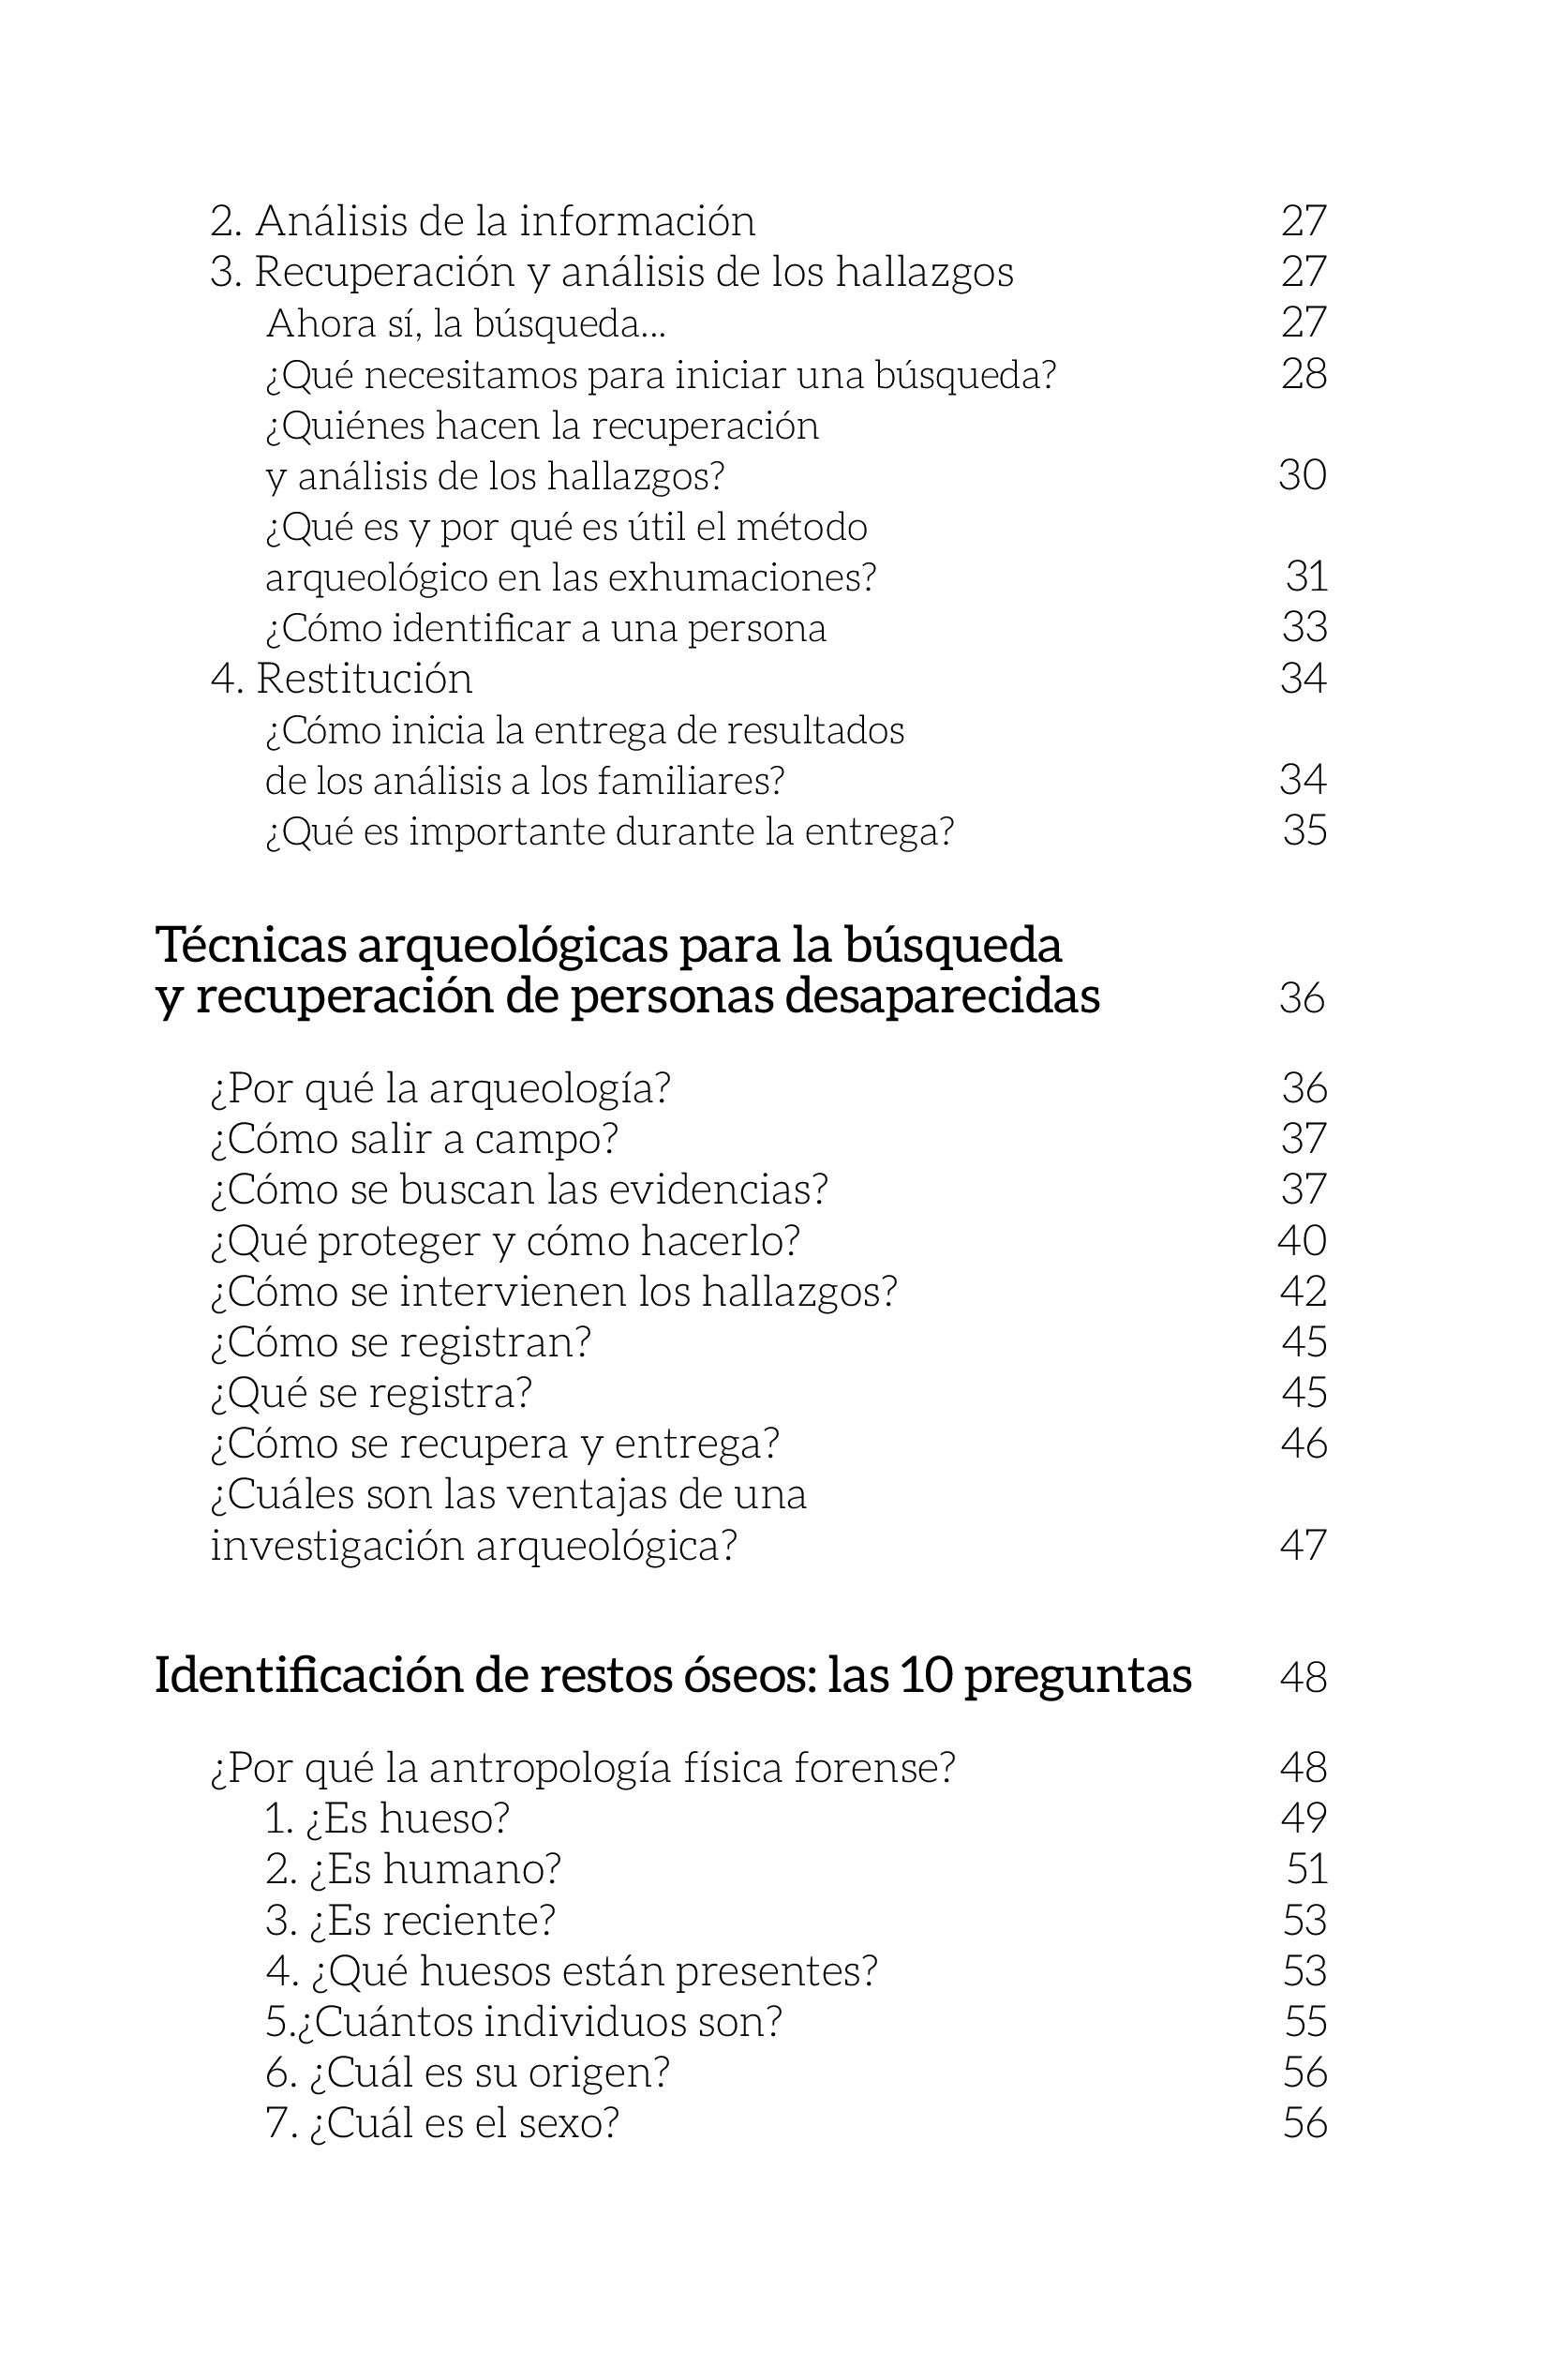 2. Análisis de la información 27
3. Recuperación y análisis de los hallazgos 27
Ahora sí, la búsqueda... 27
¿Qué necesitamos para iniciar una búsqueda? 28
¿Quiénes hacen la recuperación
y análisis de los hallazgos? 30
¿Qué es y por qué es útil el método
arqueológico en las exhumaciones? 31
¿Cómo identificar a una persona 33
4. Restitución 34
¿Cómo inicia la entrega de resultados
de los análisis a los familiares? 34
¿Qué es importante durante la entrega? 35
Técnicas arqueológicas para la búsqueda
y recuperación de personas desaparecidas 36
¿Por qué la arqueología? 36
¿Cómo salir a campo? 37
¿Cómo se buscan las evidencias? 37
¿Qué proteger y cómo hacerlo? 40
¿Cómo se intervienen los hallazgos? 42
¿Cómo se registran? 45
¿Qué se registra? 45
¿Cómo se recupera y entrega? 46
¿Cuáles son las ventajas de una
investigación arqueológica? 47
Identificación de restos óseos: las 10 preguntas 48
¿Por qué la antropología física forense? 48
1. ¿Es hueso? 49
2. ¿Es humano? 51
3. ¿Es reciente? 53
4. ¿Qué huesos están presentes? 53
5.¿Cuántos individuos son? 55
6. ¿Cuál es su origen? 56
7. ¿Cuál es el sexo? 56